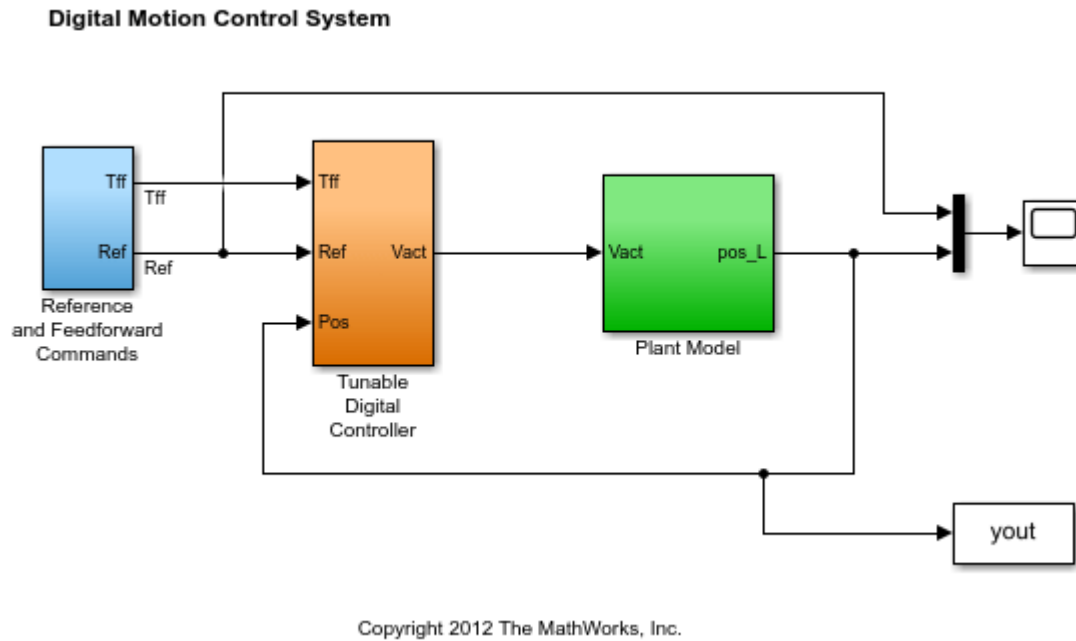 Digital Motion Control System
Tff
Tff
Ref
Ref
Reference
and Feedforward
Commands
Tff
Ref
Vact
Pos
Tunable
Digital
Controller
Vact
pos_L
Plant Model
yout
Copyright 2012 The MathWorks, Inc.